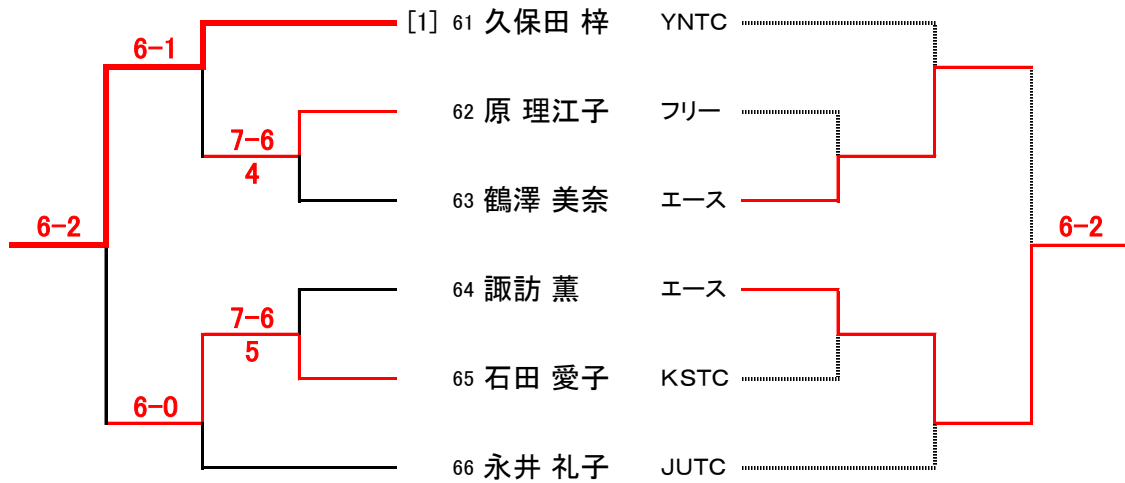 [1] 61 久保田 梓 YNTC
6-1
62 原 理江子 フリー
7-6
4
63 鶴澤 美奈 エース
6-2 6-2
64 諏訪 薫 エース
7-6
5
65 石田 愛子 KSTC
6-0
66 永井 礼子 JUTC